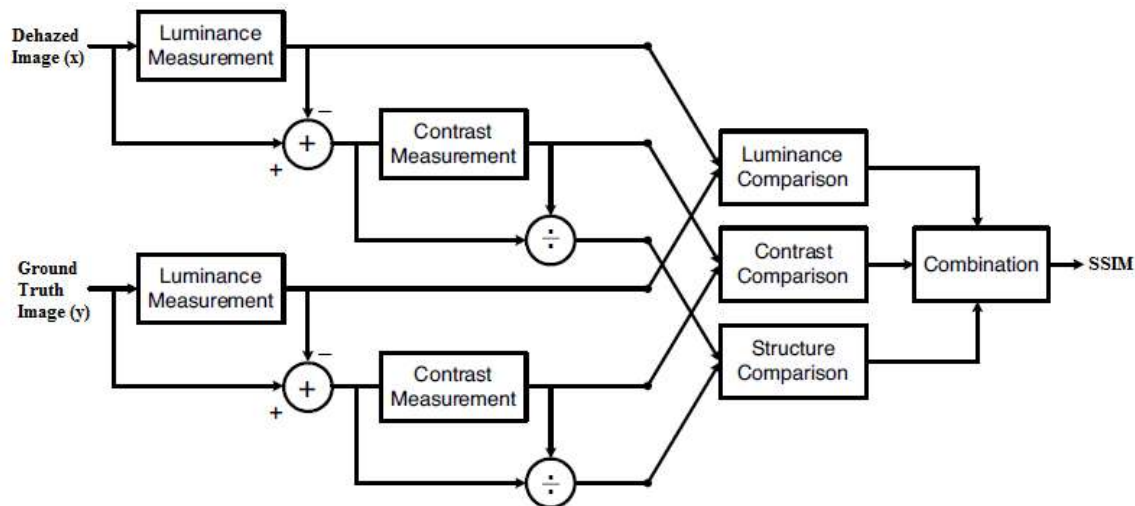 Dehazed
Image (x)
Luminance
Measurement
−
+
+
Contrast
Measurement
÷
Ground
Truth
Image (y)
Luminance
Measurement
−
+
+
Contrast
Measurement
÷
Luminance
Comparison
Contrast
Comparison
Structure
Comparison
Combination
SSIM